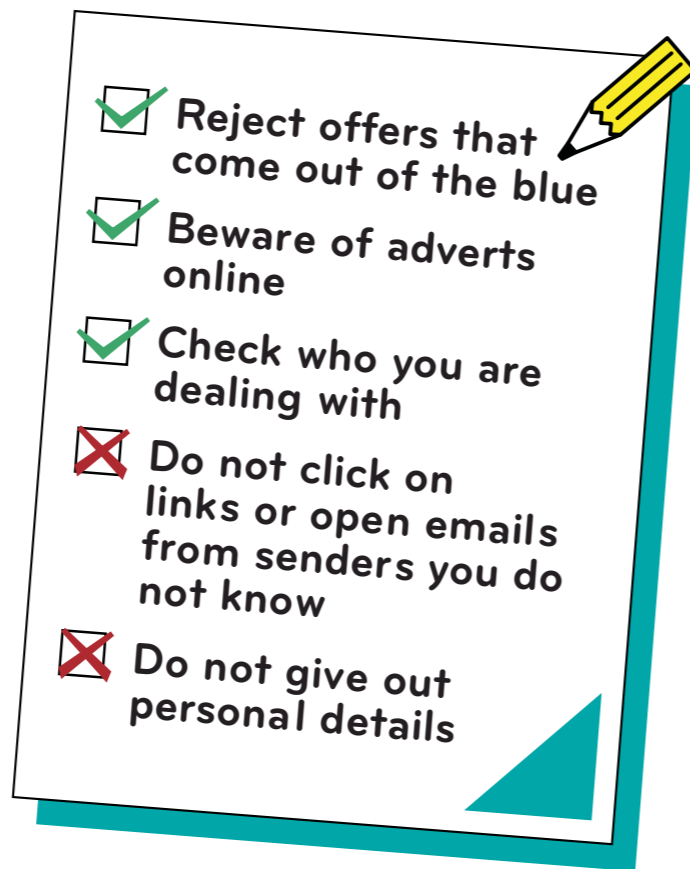 Reject offers that
come out of the blue
Beware of adverts
online
Check who you are
dealing with
Do not click on
links or open emails
from senders you do
not know
Do not give out
personal details